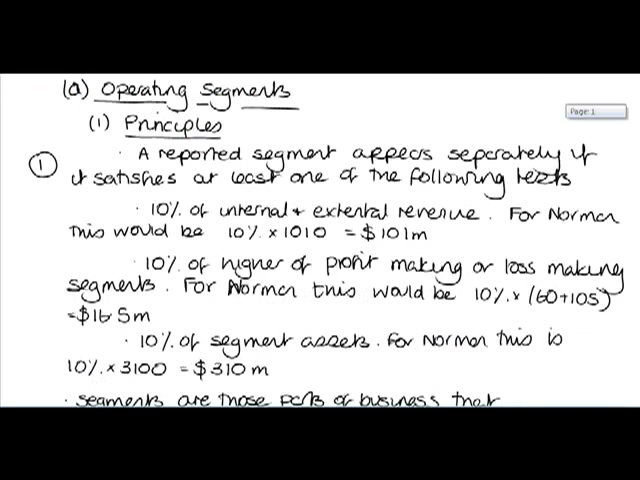 (a) Operating Segments
Page: 1
(1) Principles
1 · A reported segment appears separately if
it satisfies at least one of the following tests
· 10% of internal + external revenue. For Norman
this would be 10% × 1010 = $101m
· 10% of higher of profit making or loss making
segments. For Norman this would be 10% × (60+105)
= $16.5m
· 10% of segment assets. For Norman this is
10% × 3100 = $310m
· segments are those parts of business that